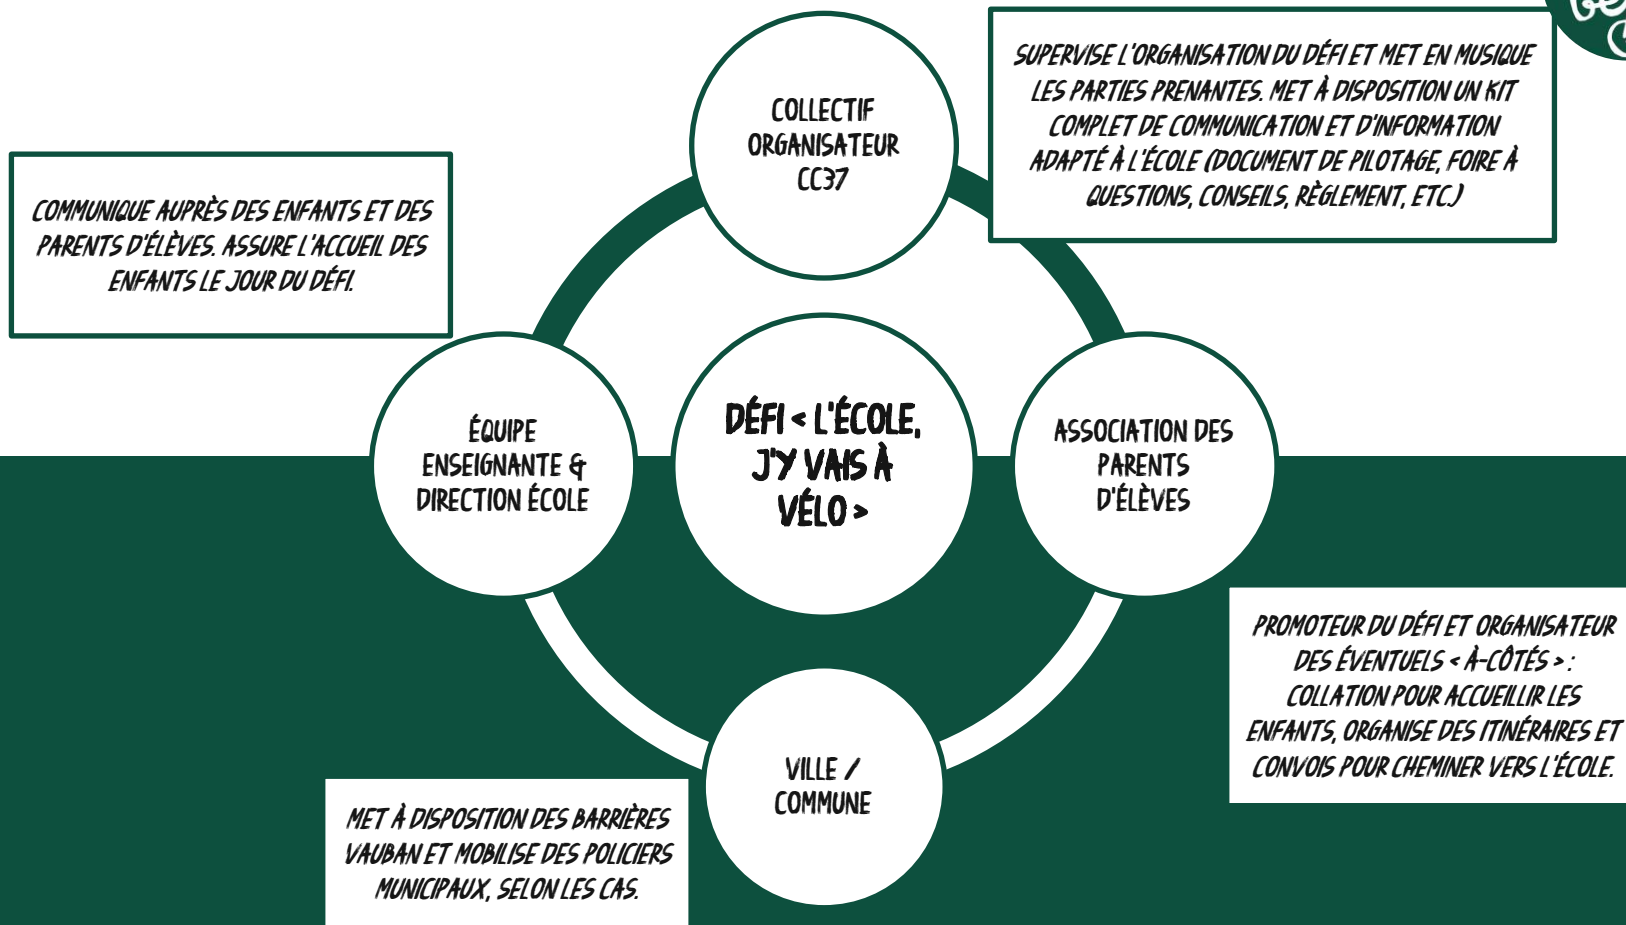 COLLECTIF
ORGANISATEUR
CC37
SUPERVISE L'ORGANISATION DU DÉFI ET MET EN MUSIQUE
LES PARTIES PRENANTES. MET À DISPOSITION UN KIT
COMPLET DE COMMUNICATION ET D'INFORMATION
ADAPTÉ À L'ÉCOLE (DOCUMENT DE PILOTAGE, FOIRE À
QUESTIONS, CONSEILS, RÈGLEMENT, ETC.)
COMMUNIQUE AUPRÈS DES ENFANTS ET DES
PARENTS D'ÉLÈVES. ASSURE L'ACCUEIL DES
ENFANTS LE JOUR DU DÉFI.
ÉQUIPE
ENSEIGNANTE &
DIRECTION ÉCOLE
DÉFI < L'ÉCOLE,
J'Y VAIS À
VÉLO >
ASSOCIATION DES
PARENTS
D'ÉLÈVES
PROMOTEUR DU DÉFI ET ORGANISATEUR
DES ÉVENTUELS < À-CÔTÉS > :
COLLATION POUR ACCUEILLIR LES
ENFANTS, ORGANISE DES ITINÉRAIRES ET
CONVOIS POUR CHEMINER VERS L'ÉCOLE.
VILLE /
COMMUNE
MET À DISPOSITION DES BARRIÈRES
VAUBAN ET MOBILISE DES POLICIERS
MUNICIPAUX, SELON LES CAS.